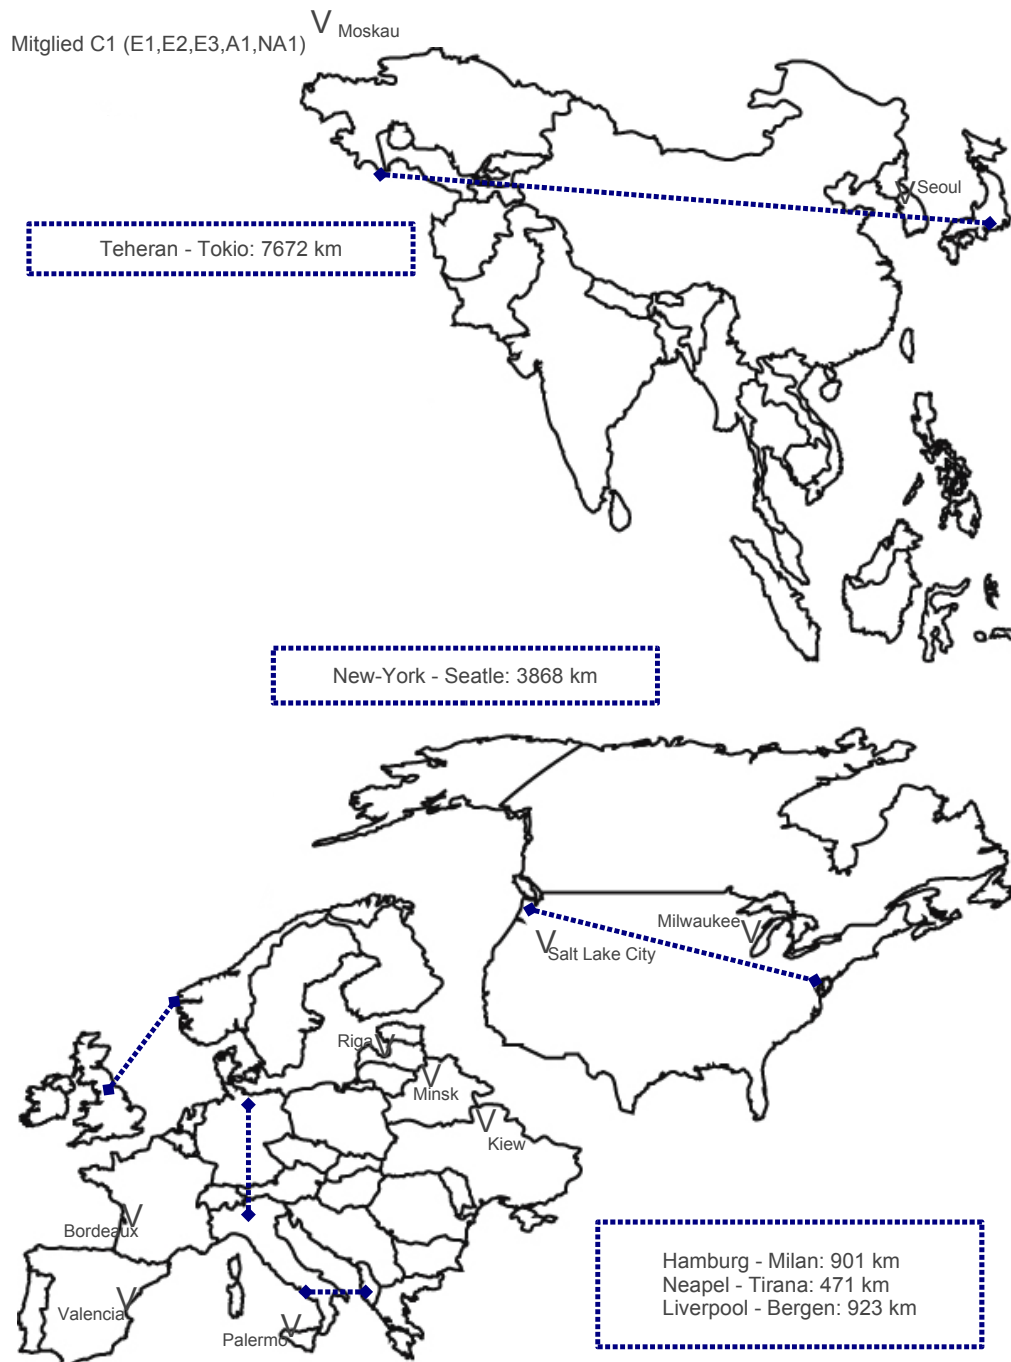 V Moskau
Mitglied C1 (E1,E2,E3,A1,NA1)
V Seoul
Teheran - Tokio: 7672 km
New-York - Seatle: 3868 km
Milwaukee V
V Salt Lake City
Riga V
V
Minsk
V
Kiew
V
Bordeaux
Valencia V
Palermo V
Hamburg - Milan: 901 km
Neapel - Tirana: 471 km
Liverpool - Bergen: 923 km